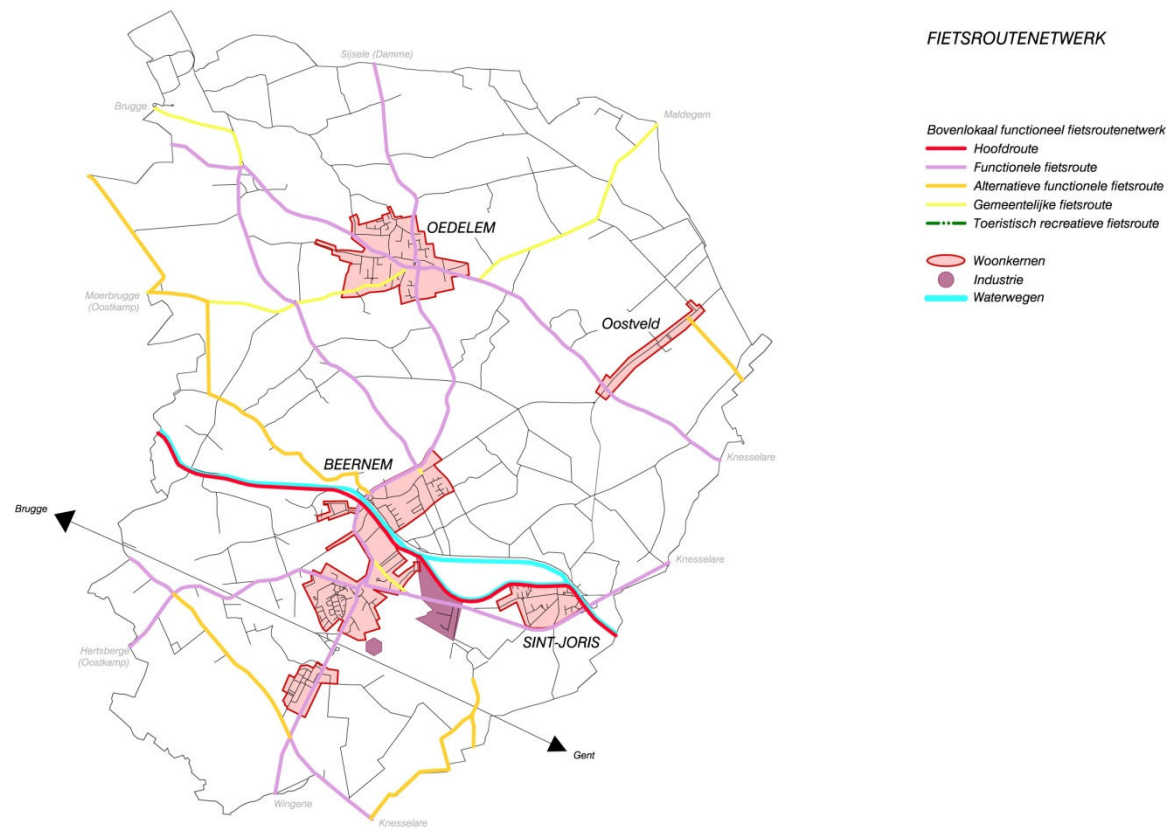 FIETSROUTENETWERK
Bovenlokaal functioneel fietsroutenetwerk
Hoofdroute
Functionele fietsroute
Alternatieve functionele fietsroute
Gemeentelijke fietsroute
Toeristisch recreatieve fietsroute
Woonkernen
Industrie
Waterwegen
Sijsele (Damme)
Brugge
Maldegem
OEDELEM
Moerbrugge
(Oostkamp)
Oostveld
BEERNEM
Knesselare
Brugge
Knesselare
SINT-JORIS
Hertsberge
(Oostkamp)
Gent
Wingene
Knesselare